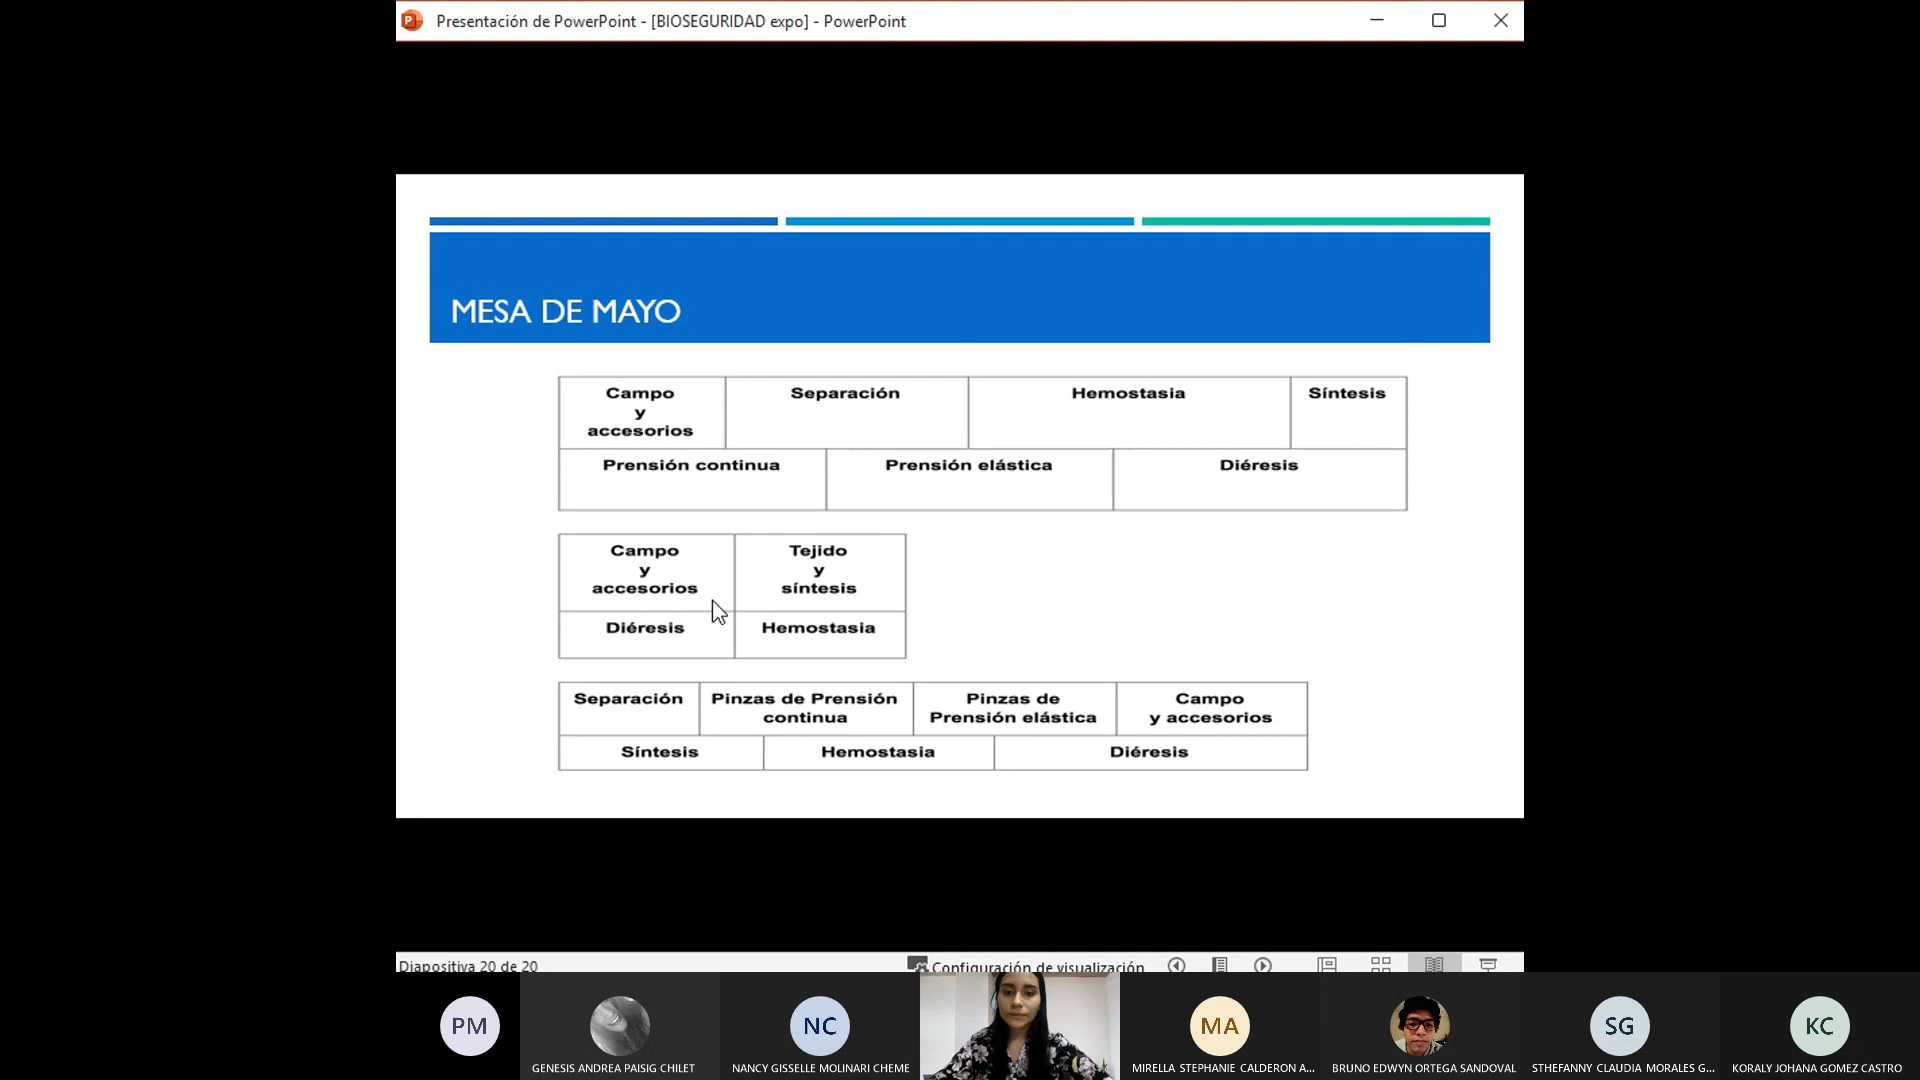 Presentación de PowerPoint - [BIOSEGURIDAD expo] - PowerPoint
MESA DE MAYO
Campo y accesorios
Separación
Hemostasia
Síntesis
Prensión continua
Prensión elástica
Diéresis
Campo y accesorios
Tejido y síntesis
Diéresis
Hemostasia
Separación
Pinzas de Prensión continua
Pinzas de Prensión elástica
Campo y accesorios
Síntesis
Hemostasia
Diéresis
Diapositiva 20 de 20
Configuración de visualización
PM
NC
MA
SG
KC
GENESIS ANDREA PAISIG CHILET
NANCY GISSELLE MOLINARI CHEME
MIRELLA STEPHANIE CALDERON A...
BRUNO EDWYN ORTEGA SANDOVAL
STHEFANNY CLAUDIA MORALES G...
KORALY JOHANA GOMEZ CASTRO